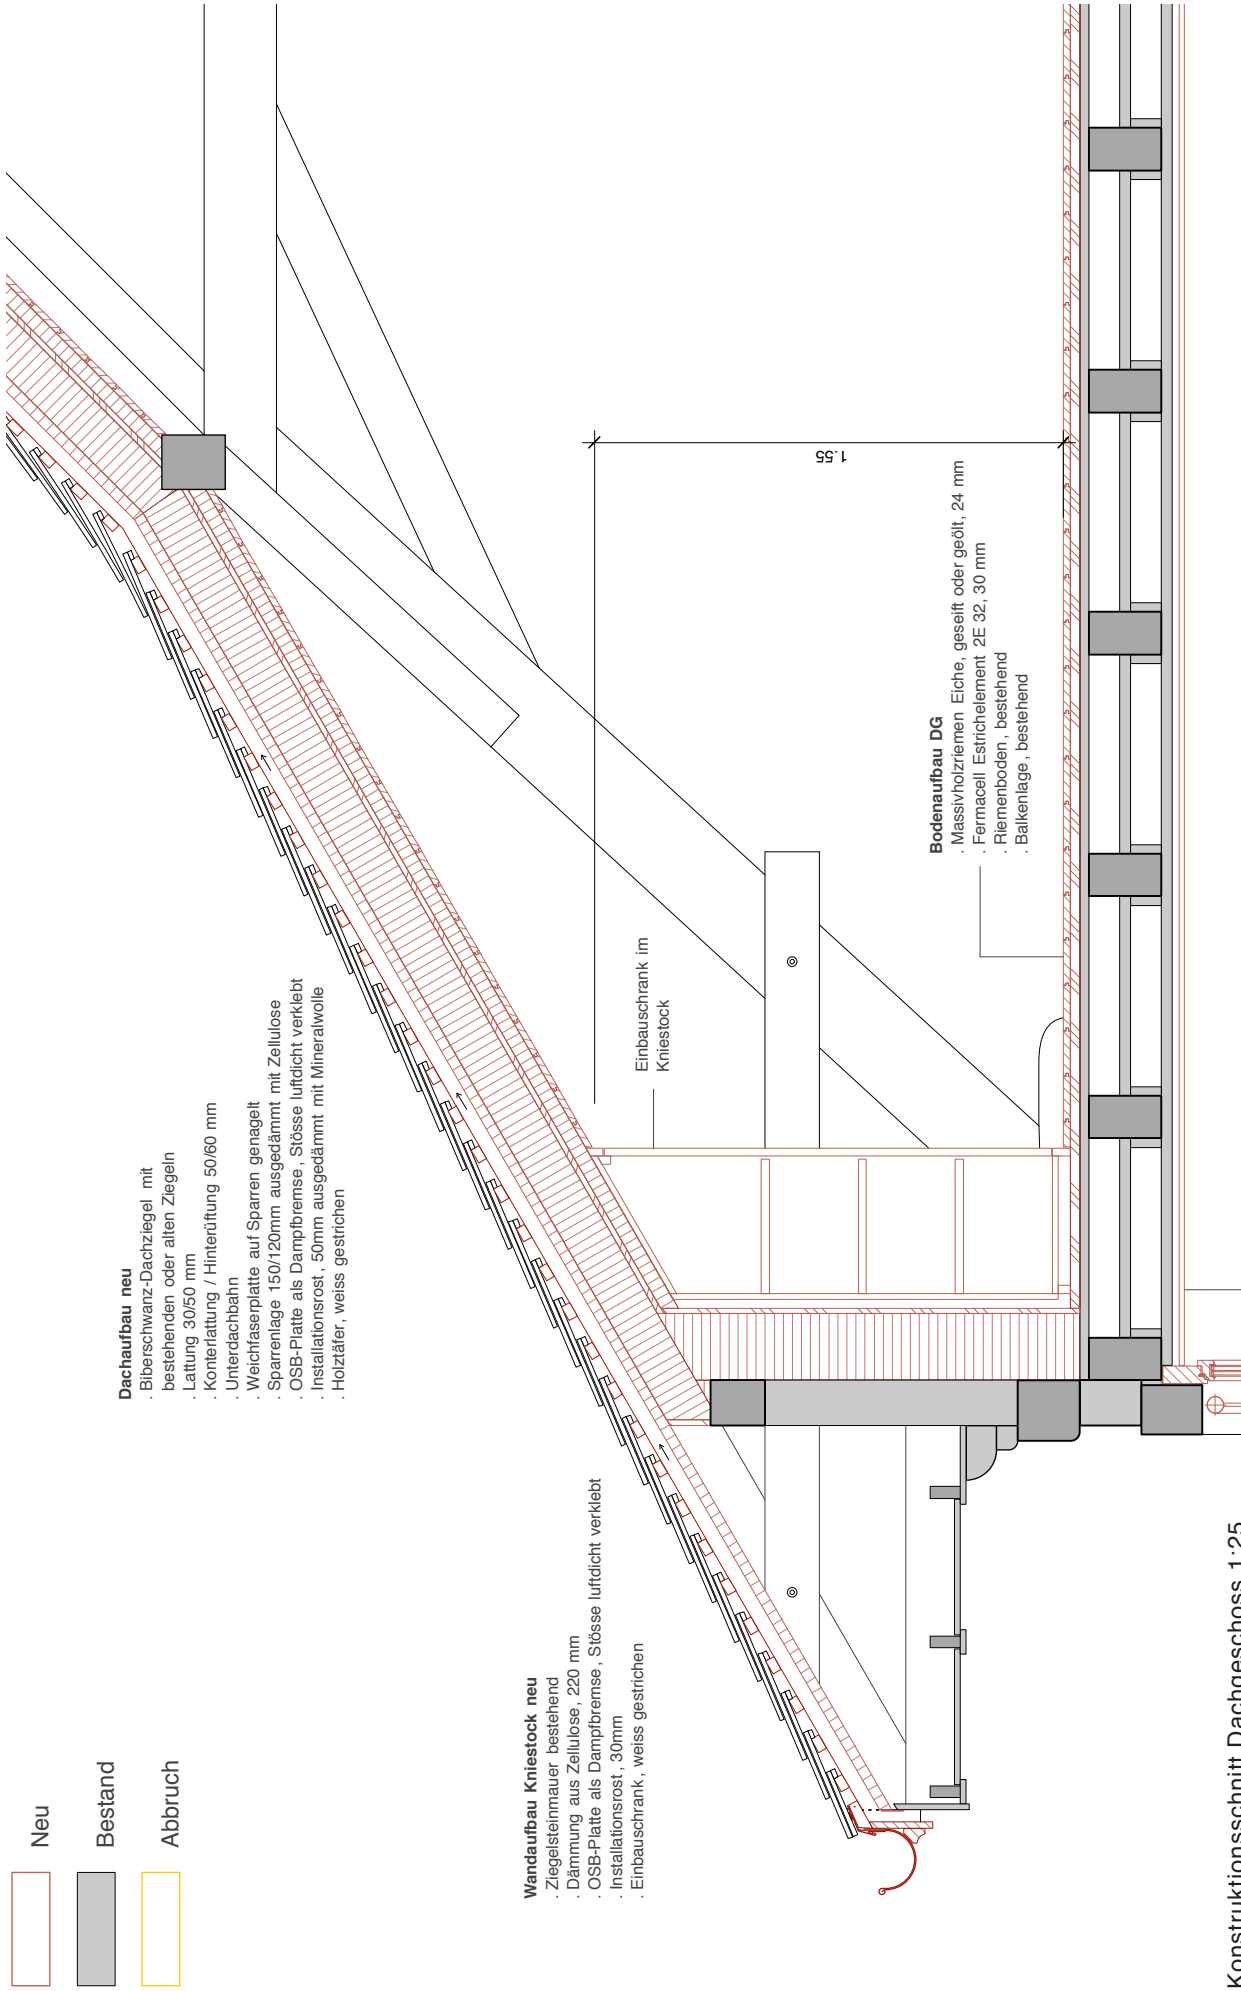 Neu
Bestand
Abbruch
Dachaufbau neu
. Biberschwanz-Dachziegel mit
bestehenden oder alten Ziegeln
. Lattung 30/50 mm
. Konterlattung / Hinterlüftung 50/60 mm
. Unterdachbahn
. Weichfaserplatte auf Sparren genagelt
. Sparrenlage 150/120mm ausgedämmt mit Zellulose
. OSB-Platte als Dampfbremse, Stösse luftdicht verklebt
. Installationsrost, 50mm ausgedämmt mit Mineralwolle
. Holztäfer, weiss gestrichen
Wandaufbau Kniestock neu
. Ziegelsteinmauer bestehend
. Dämmung aus Zellulose, 220 mm
. OSB-Platte als Dampfbremse, Stösse luftdicht verklebt
. Installationsrost, 30mm
. Einbauschrank, weiss gestrichen
Einbauschrank im
Kniestock
1.55
Bodenaufbau DG
. Massivholzriemen Eiche, geseift oder geölt, 24 mm
. Fermacell Estrichelement 2E 32, 30 mm
. Riemenboden, bestehend
. Balkenlage, bestehend
Konstruktionsschnitt Dachgeschoss 1:25